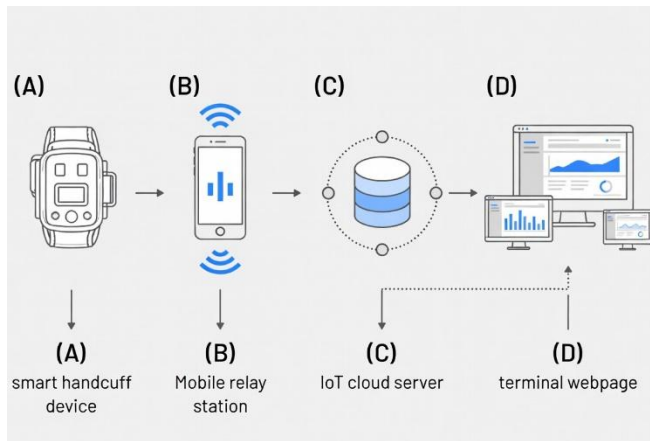 (A) (B) (C) (D)
(A) (B) (C) (D)
smart handcuff device
Mobile relay station
IoT cloud server
terminal webpage